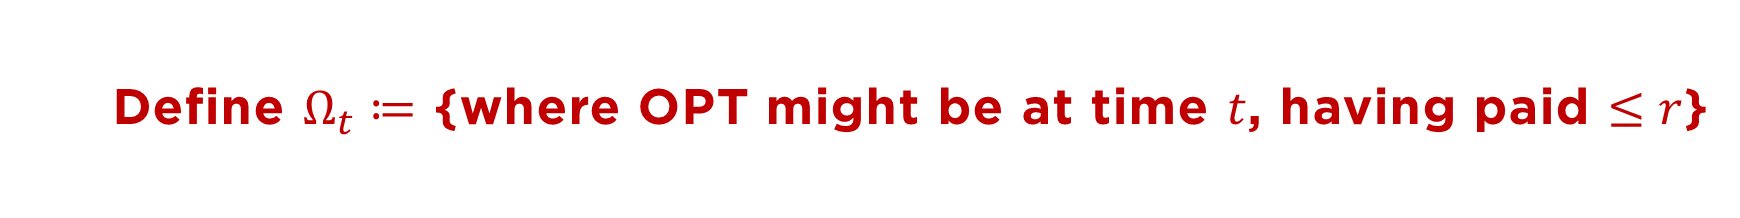 Define Ωₜ ≔ {where OPT might be at time 𝑡, having paid ≤ 𝑟}